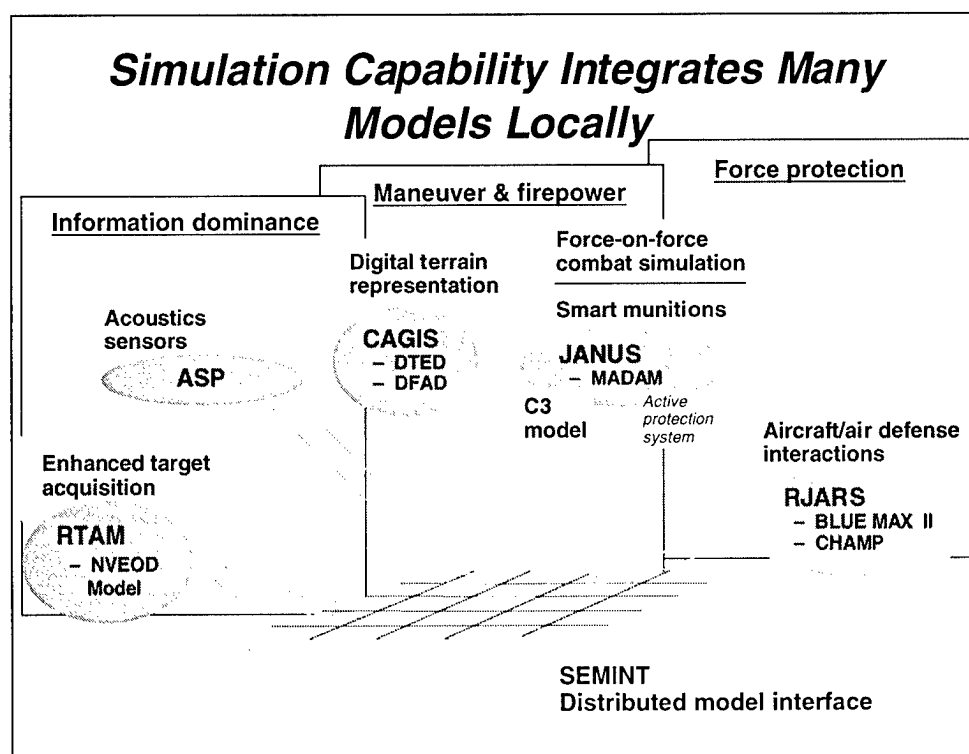 Simulation Capability Integrates Many
Models Locally
Force protection
Maneuver & firepower
Information dominance
Force-on-force
combat simulation
Digital terrain
representation
Smart munitions
Acoustics
sensors
CAGIS
– DTED
– DFAD
JANUS
– MADAM
ASP
C3
model
Active
protection
system
Aircraft/air defense
interactions
Enhanced target
acquisition
RJARS
– BLUE MAX II
– CHAMP
RTAM
– NVEOD
Model
SEMINT
Distributed model interface